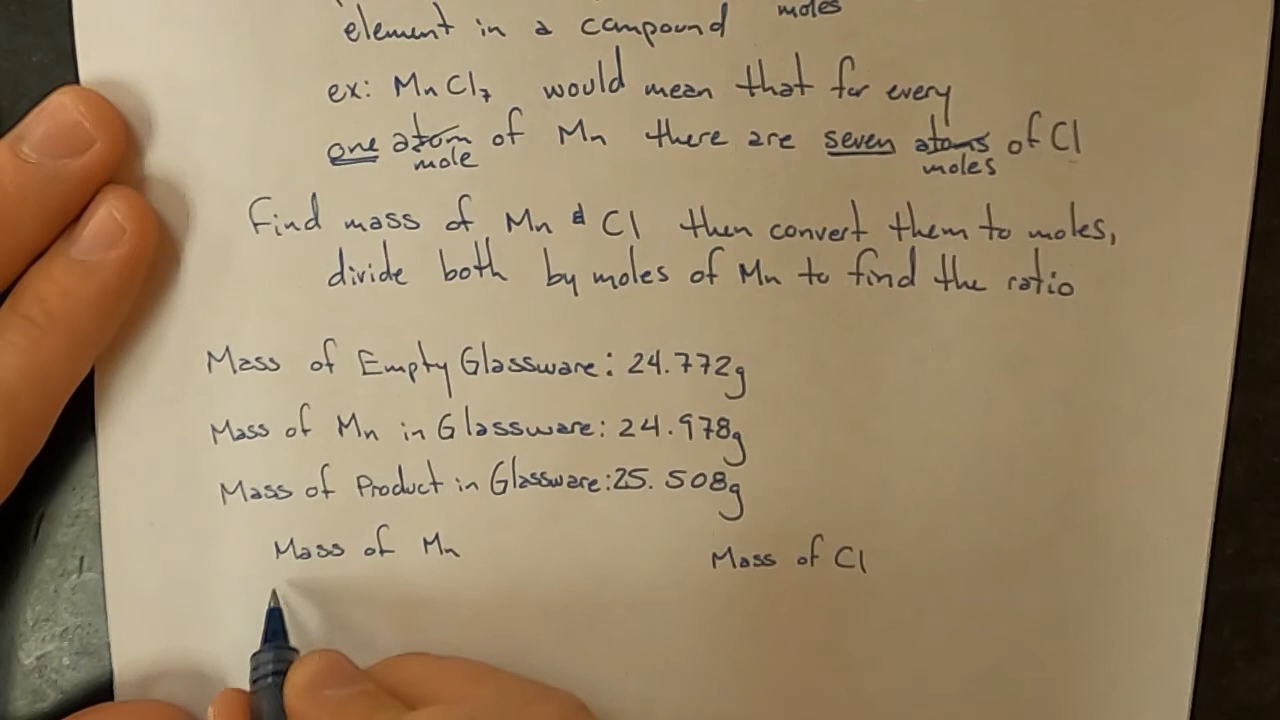 element in a compound moles
ex: MnCl₇ would mean that for every
one atom of Mn there are seven atoms of Cl
mole moles
Find mass of Mn & Cl then convert them to moles,
divide both by moles of Mn to find the ratio
Mass of Empty Glassware: 24.772g
Mass of Mn in Glassware: 24.978g
Mass of Product in Glassware: 25.508g
Mass of Mn Mass of Cl